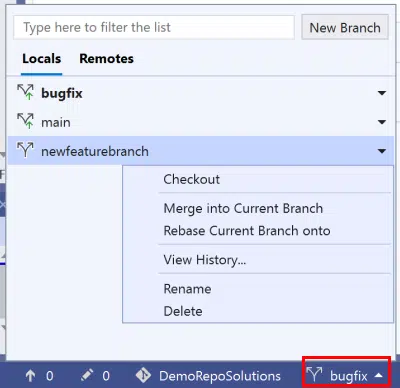 Type here to filter the list New Branch
Locals Remotes
bugfix
main
newfeaturebranch
Checkout
Merge into Current Branch
Rebase Current Branch onto
View History...
Rename
Delete
0 0 DemoRepoSolutions bugfix